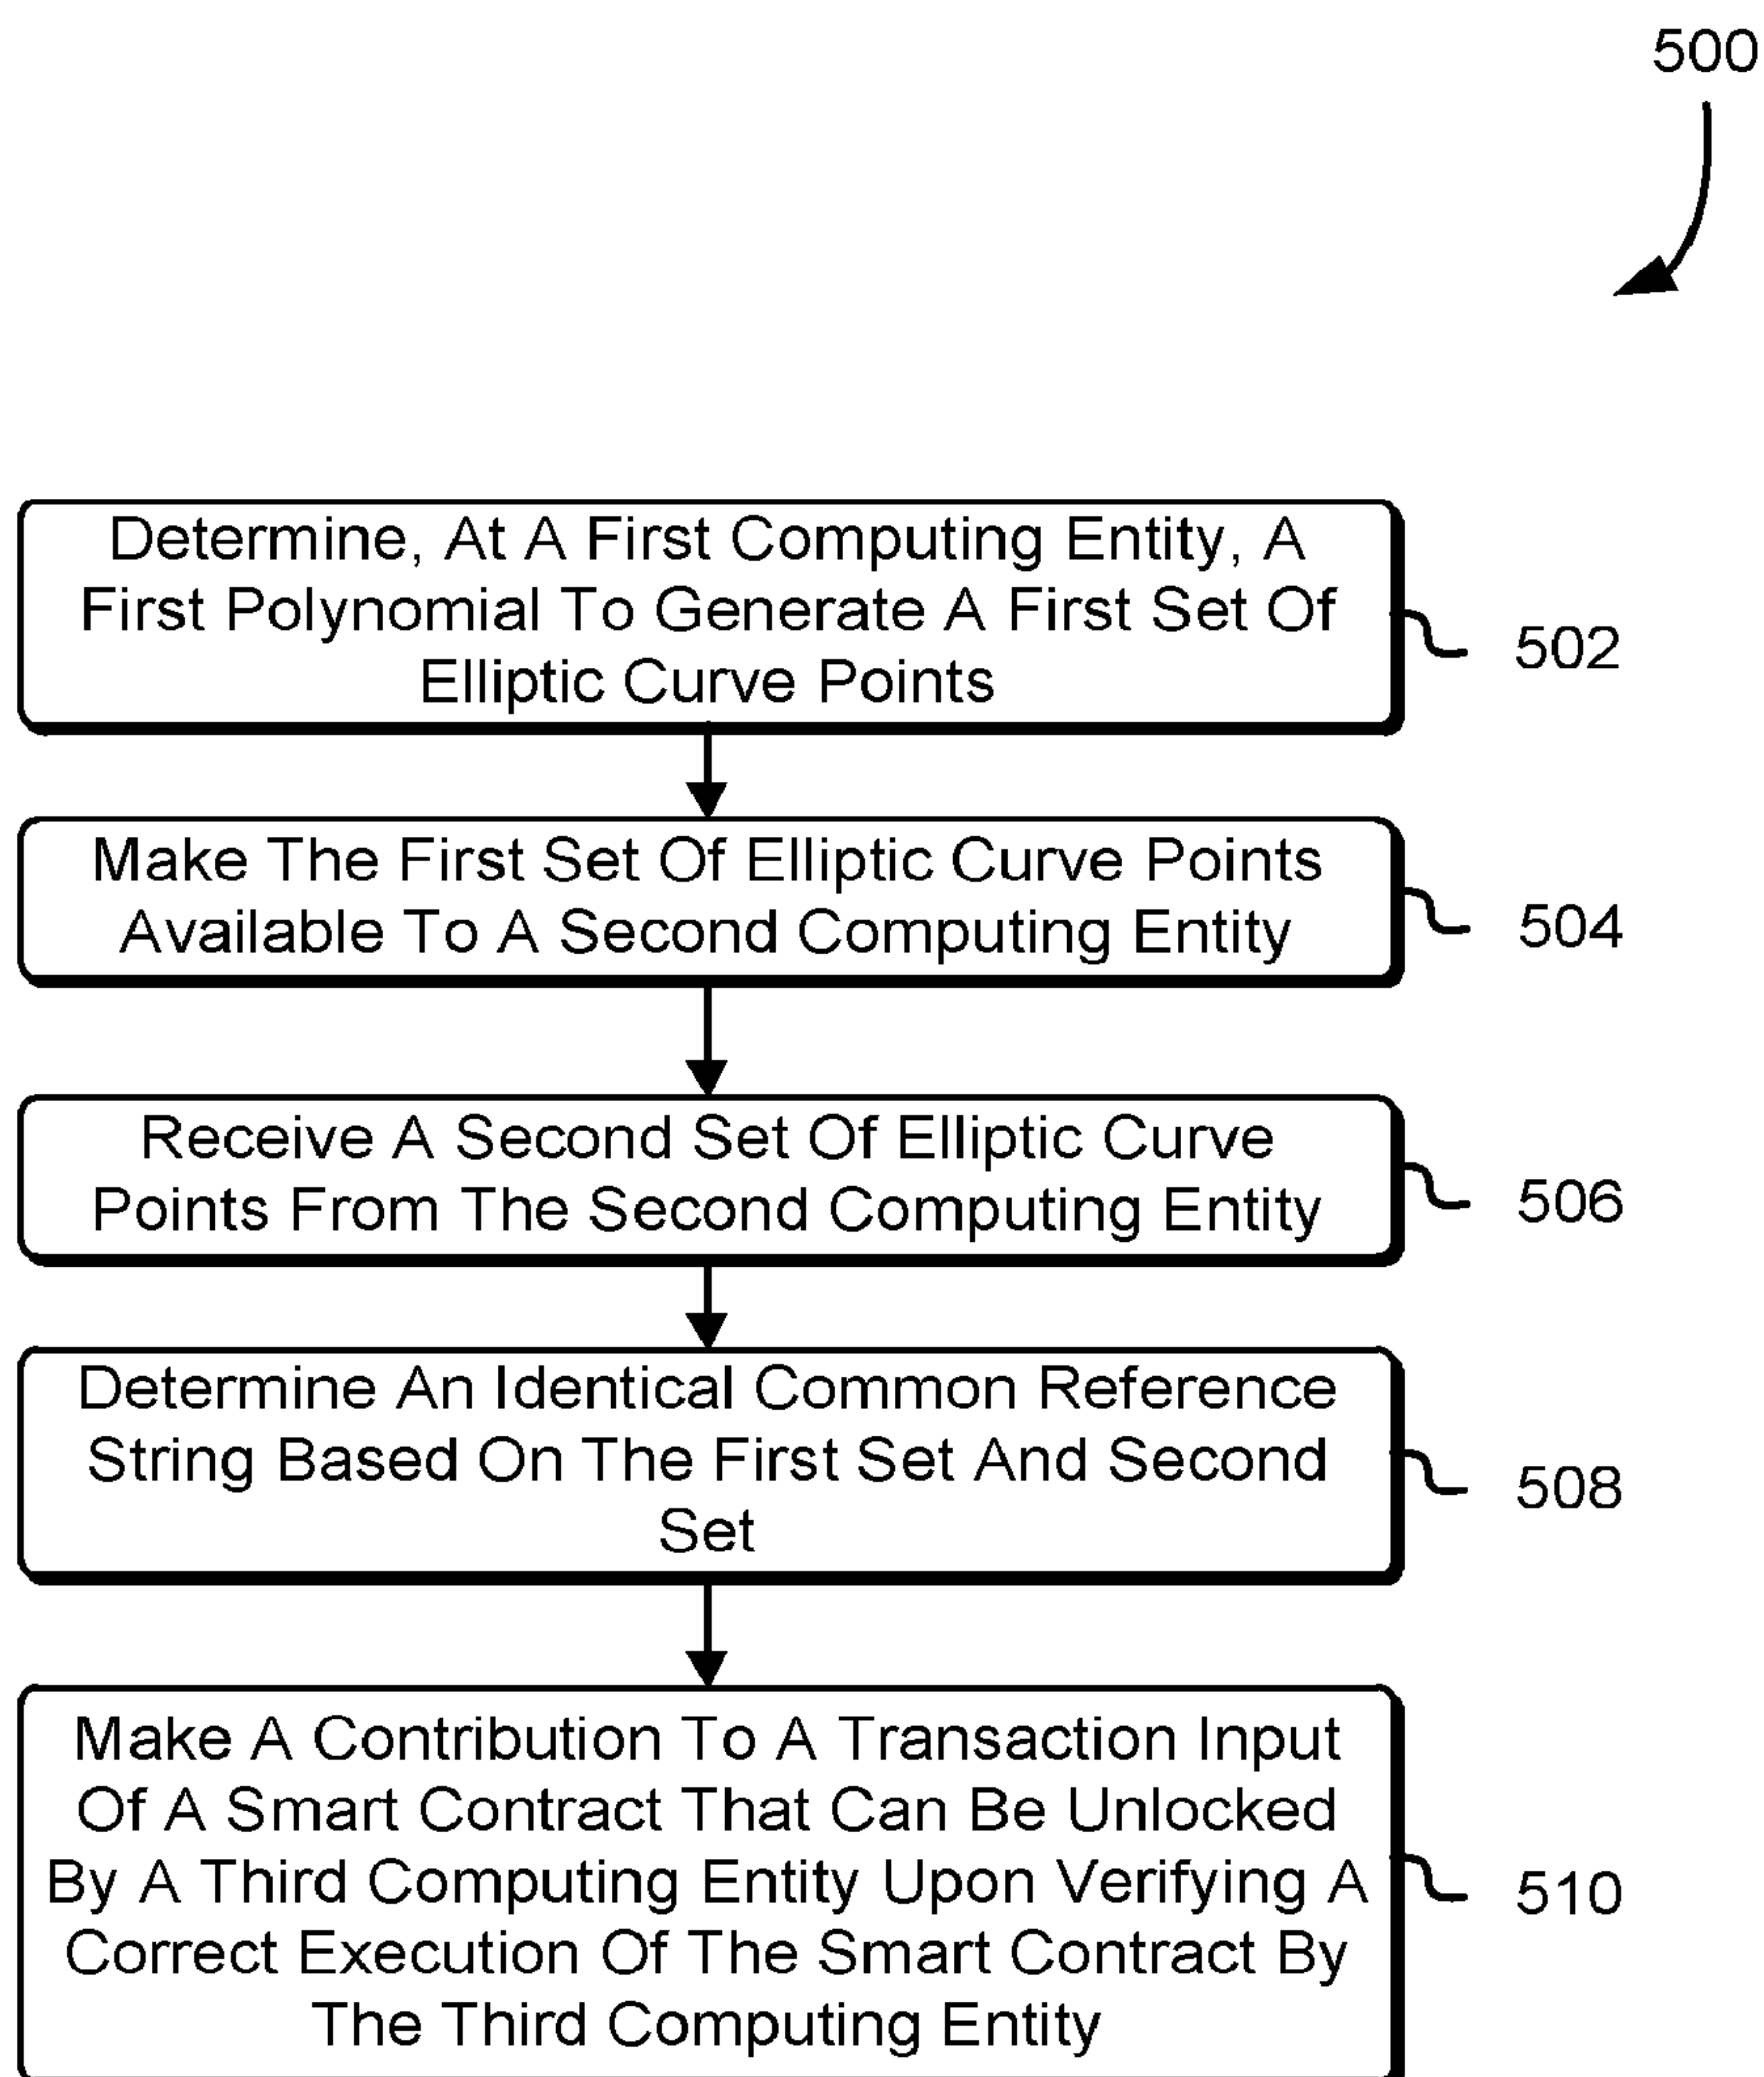 500
Determine, At A First Computing Entity, A
First Polynomial To Generate A First Set Of
Elliptic Curve Points
502
Make The First Set Of Elliptic Curve Points
Available To A Second Computing Entity
504
Receive A Second Set Of Elliptic Curve
Points From The Second Computing Entity
506
Determine An Identical Common Reference
String Based On The First Set And Second
Set
508
Make A Contribution To A Transaction Input
Of A Smart Contract That Can Be Unlocked
By A Third Computing Entity Upon Verifying A
Correct Execution Of The Smart Contract By
The Third Computing Entity
510